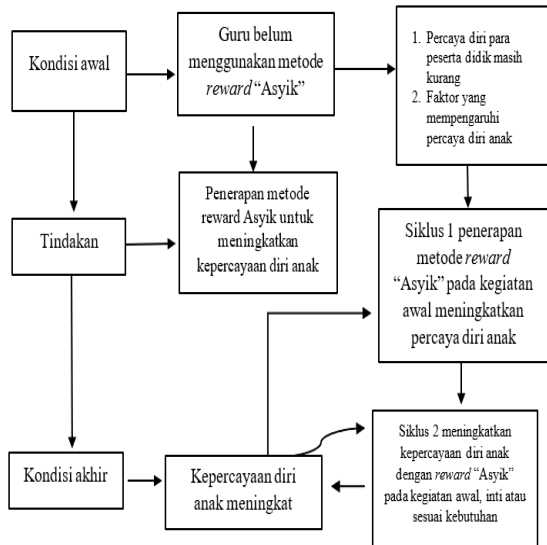 Kondisi awal
Guru belum
menggunakan metode
reward “Asyik”
1. Percaya diri para
peserta didik masih
kurang
2. Faktor yang
mempengaruhi
percaya diri anak
Tindakan
Penerapan metode
reward Asyik untuk
meningkatkan
kepercayaan diri anak
Siklus 1 penerapan
metode reward
“Asyik” pada kegiatan
awal meningkatkan
percaya diri anak
Kondisi akhir
Kepercayaan diri
anak meningkat
Siklus 2 meningkatkan
kepercayaan diri anak
dengan reward “Asyik”
pada kegiatan awal, inti atau
sesuai kebutuhan